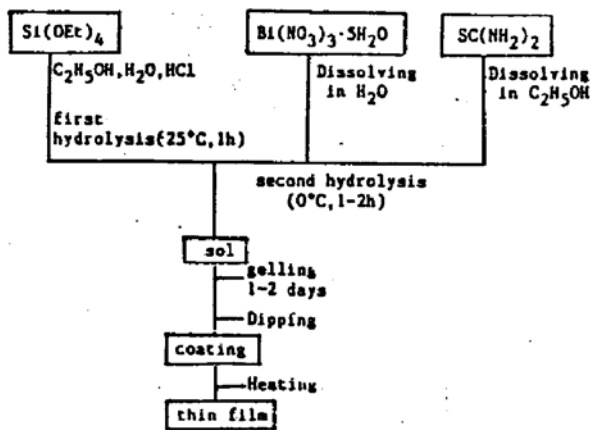 Si(OEt)4
Bi(NO3)3·5H2O
SC(NH2)2
C2H5OH,H2O,HCl
Dissolving
in H2O
Dissolving
in C2H5OH
first
hydrolysis(25°C,1h)
second hydrolysis
(0°C,1-2h)
sol
gelling
1-2 days
Dipping
coating
Heating
thin film